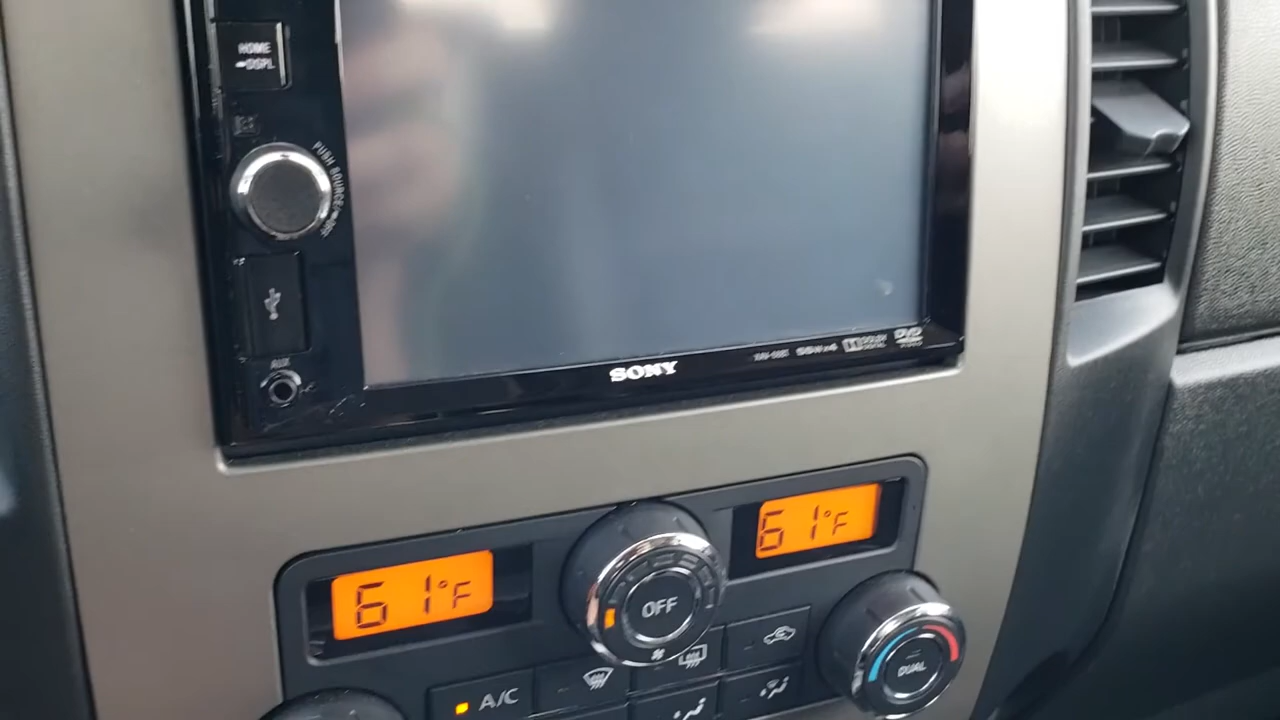 HOME
DSPL
PUSH SOURCE
AUX
SONY
61°F
61°F
OFF
A/C
DUAL